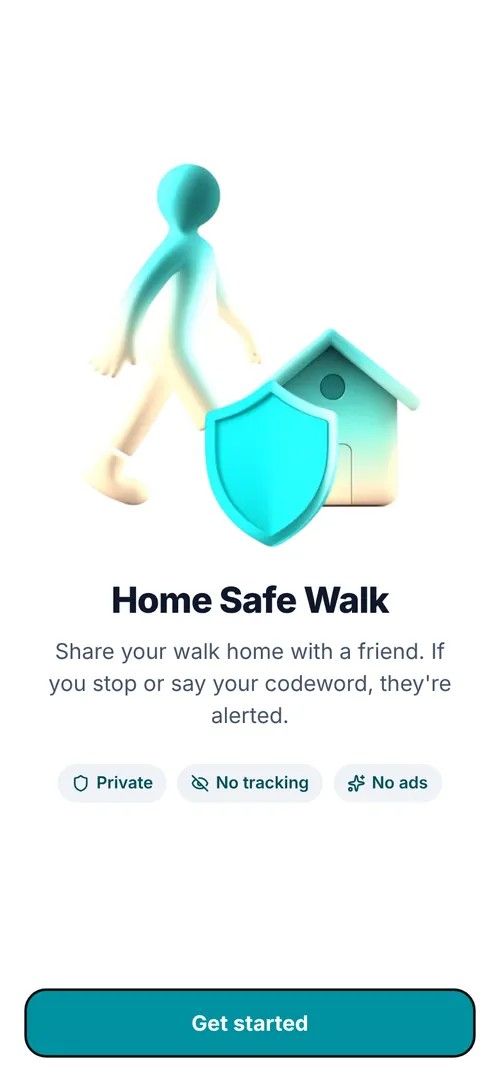 Home Safe Walk
Share your walk home with a friend. If
you stop or say your codeword, they're
alerted.
Private
No tracking
No ads
Get started